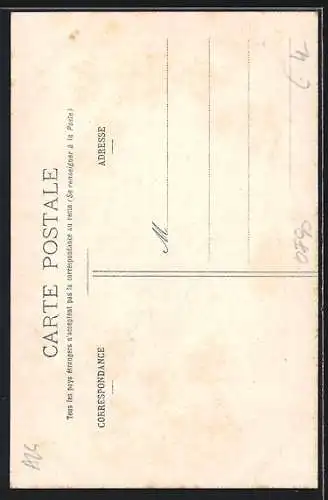 CARTE POSTALE
Tous les pays étrangers n'acceptent pas la correspondance au recto (Se renseigner à la Poste)
CORRESPONDANCE
ADRESSE
M